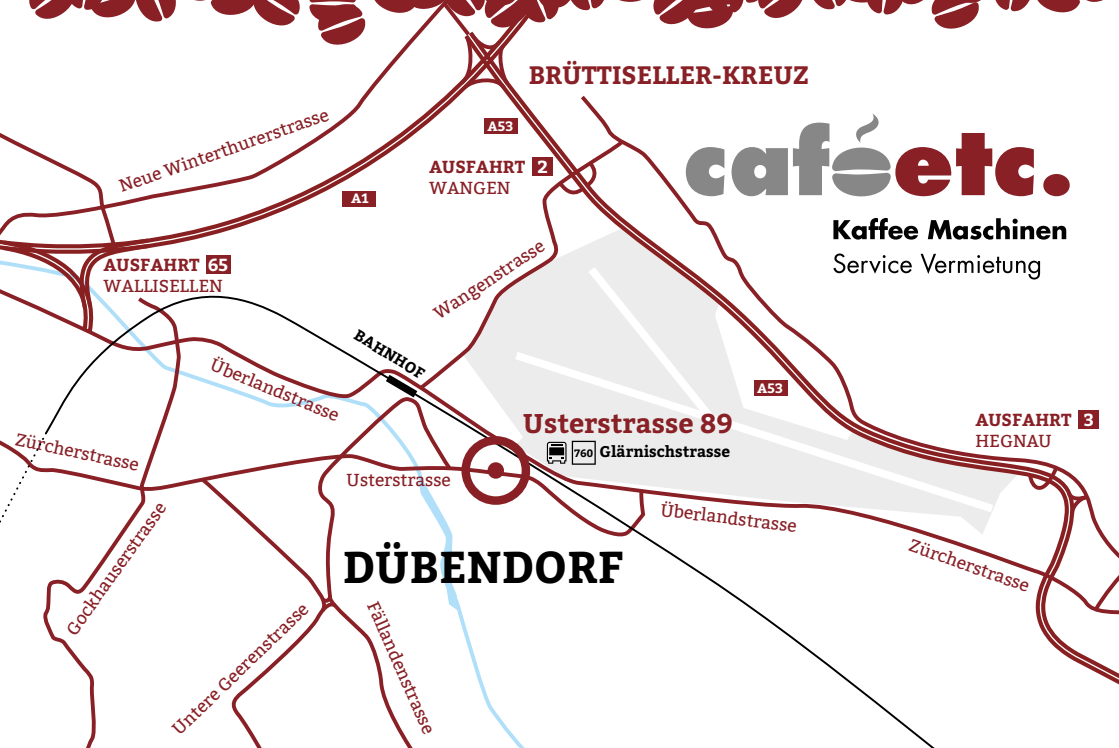 BRÜTTISELLER-KREUZ
A53
Neue Winterthurerstrasse
AUSFAHRT 2
WANGEN
A1
caféetc.
Kaffee Maschinen
Service Vermietung
AUSFAHRT 65
WALLISELLEN
Wangenstrasse
BAHNHOF
Überlandstrasse
A53
Usterstrasse 89
760 Glärnischstrasse
AUSFAHRT 3
HEGNAU
Zürcherstrasse
Usterstrasse
Überlandstrasse
Zürcherstrasse
DÜBENDORF
Gockhauserstrasse
Untere Geerenstrasse
Fällandenstrasse